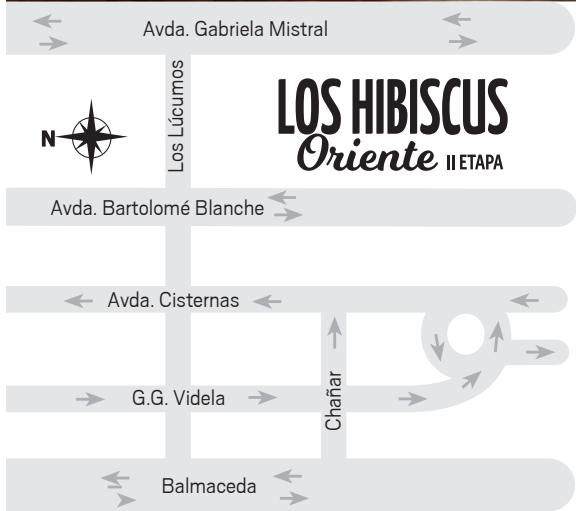 Avda. Gabriela Mistral
Los Lúcumos
LOS HIBISCUS
Oriente II ETAPA
N
Avda. Bartolomé Blanche
Avda. Cisternas
G.G. Videla
Chañar
Balmaceda